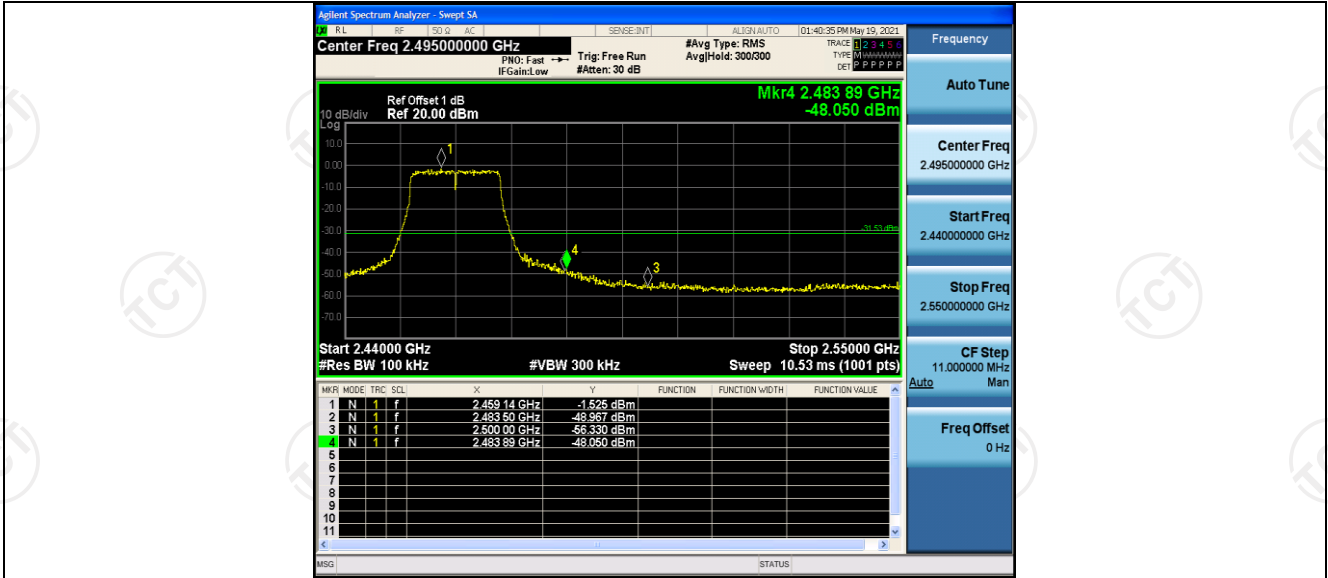 Agilent Spectrum Analyzer - Swept SA
RL RF 50 Ω AC SENSE:INT ALIGN AUTO 01:40:35 PM May 19, 2021
Center Freq 2.495000000 GHz
PNO: Fast
IFGain:Low
Trig: Free Run
#Atten: 30 dB
#Avg Type: RMS
Avg|Hold: 300/300
TRACE 1 2 3 4 5 6
TYPE M W W W W W
DET P P P P P P
Frequency
Auto Tune
Center Freq
2.495000000 GHz
Start Freq
2.440000000 GHz
Stop Freq
2.550000000 GHz
CF Step
11.000000 MHz
Auto Man
Freq Offset
0 Hz
Mkr4 2.483 89 GHz
-48.050 dBm
Ref Offset 1 dB
10 dB/div Ref 20.00 dBm
Log
10.0
0.00
-10.0
-20.0
-30.0
-40.0
-50.0
-60.0
-70.0
1
4
3
-31.53 dBm
Start 2.44000 GHz Stop 2.55000 GHz
#Res BW 100 kHz #VBW 300 kHz Sweep 10.53 ms (1001 pts)
MKR MODE TRC SCL X Y FUNCTION FUNCTION WIDTH FUNCTION VALUE
1 N 1 f 2.459 14 GHz -1.525 dBm
2 N 1 f 2.483 50 GHz -48.967 dBm
3 N 1 f 2.500 00 GHz -56.330 dBm
4 N 1 f 2.483 89 GHz -48.050 dBm
5
6
7
8
9
10
11
MSG STATUS
TCT
TCT